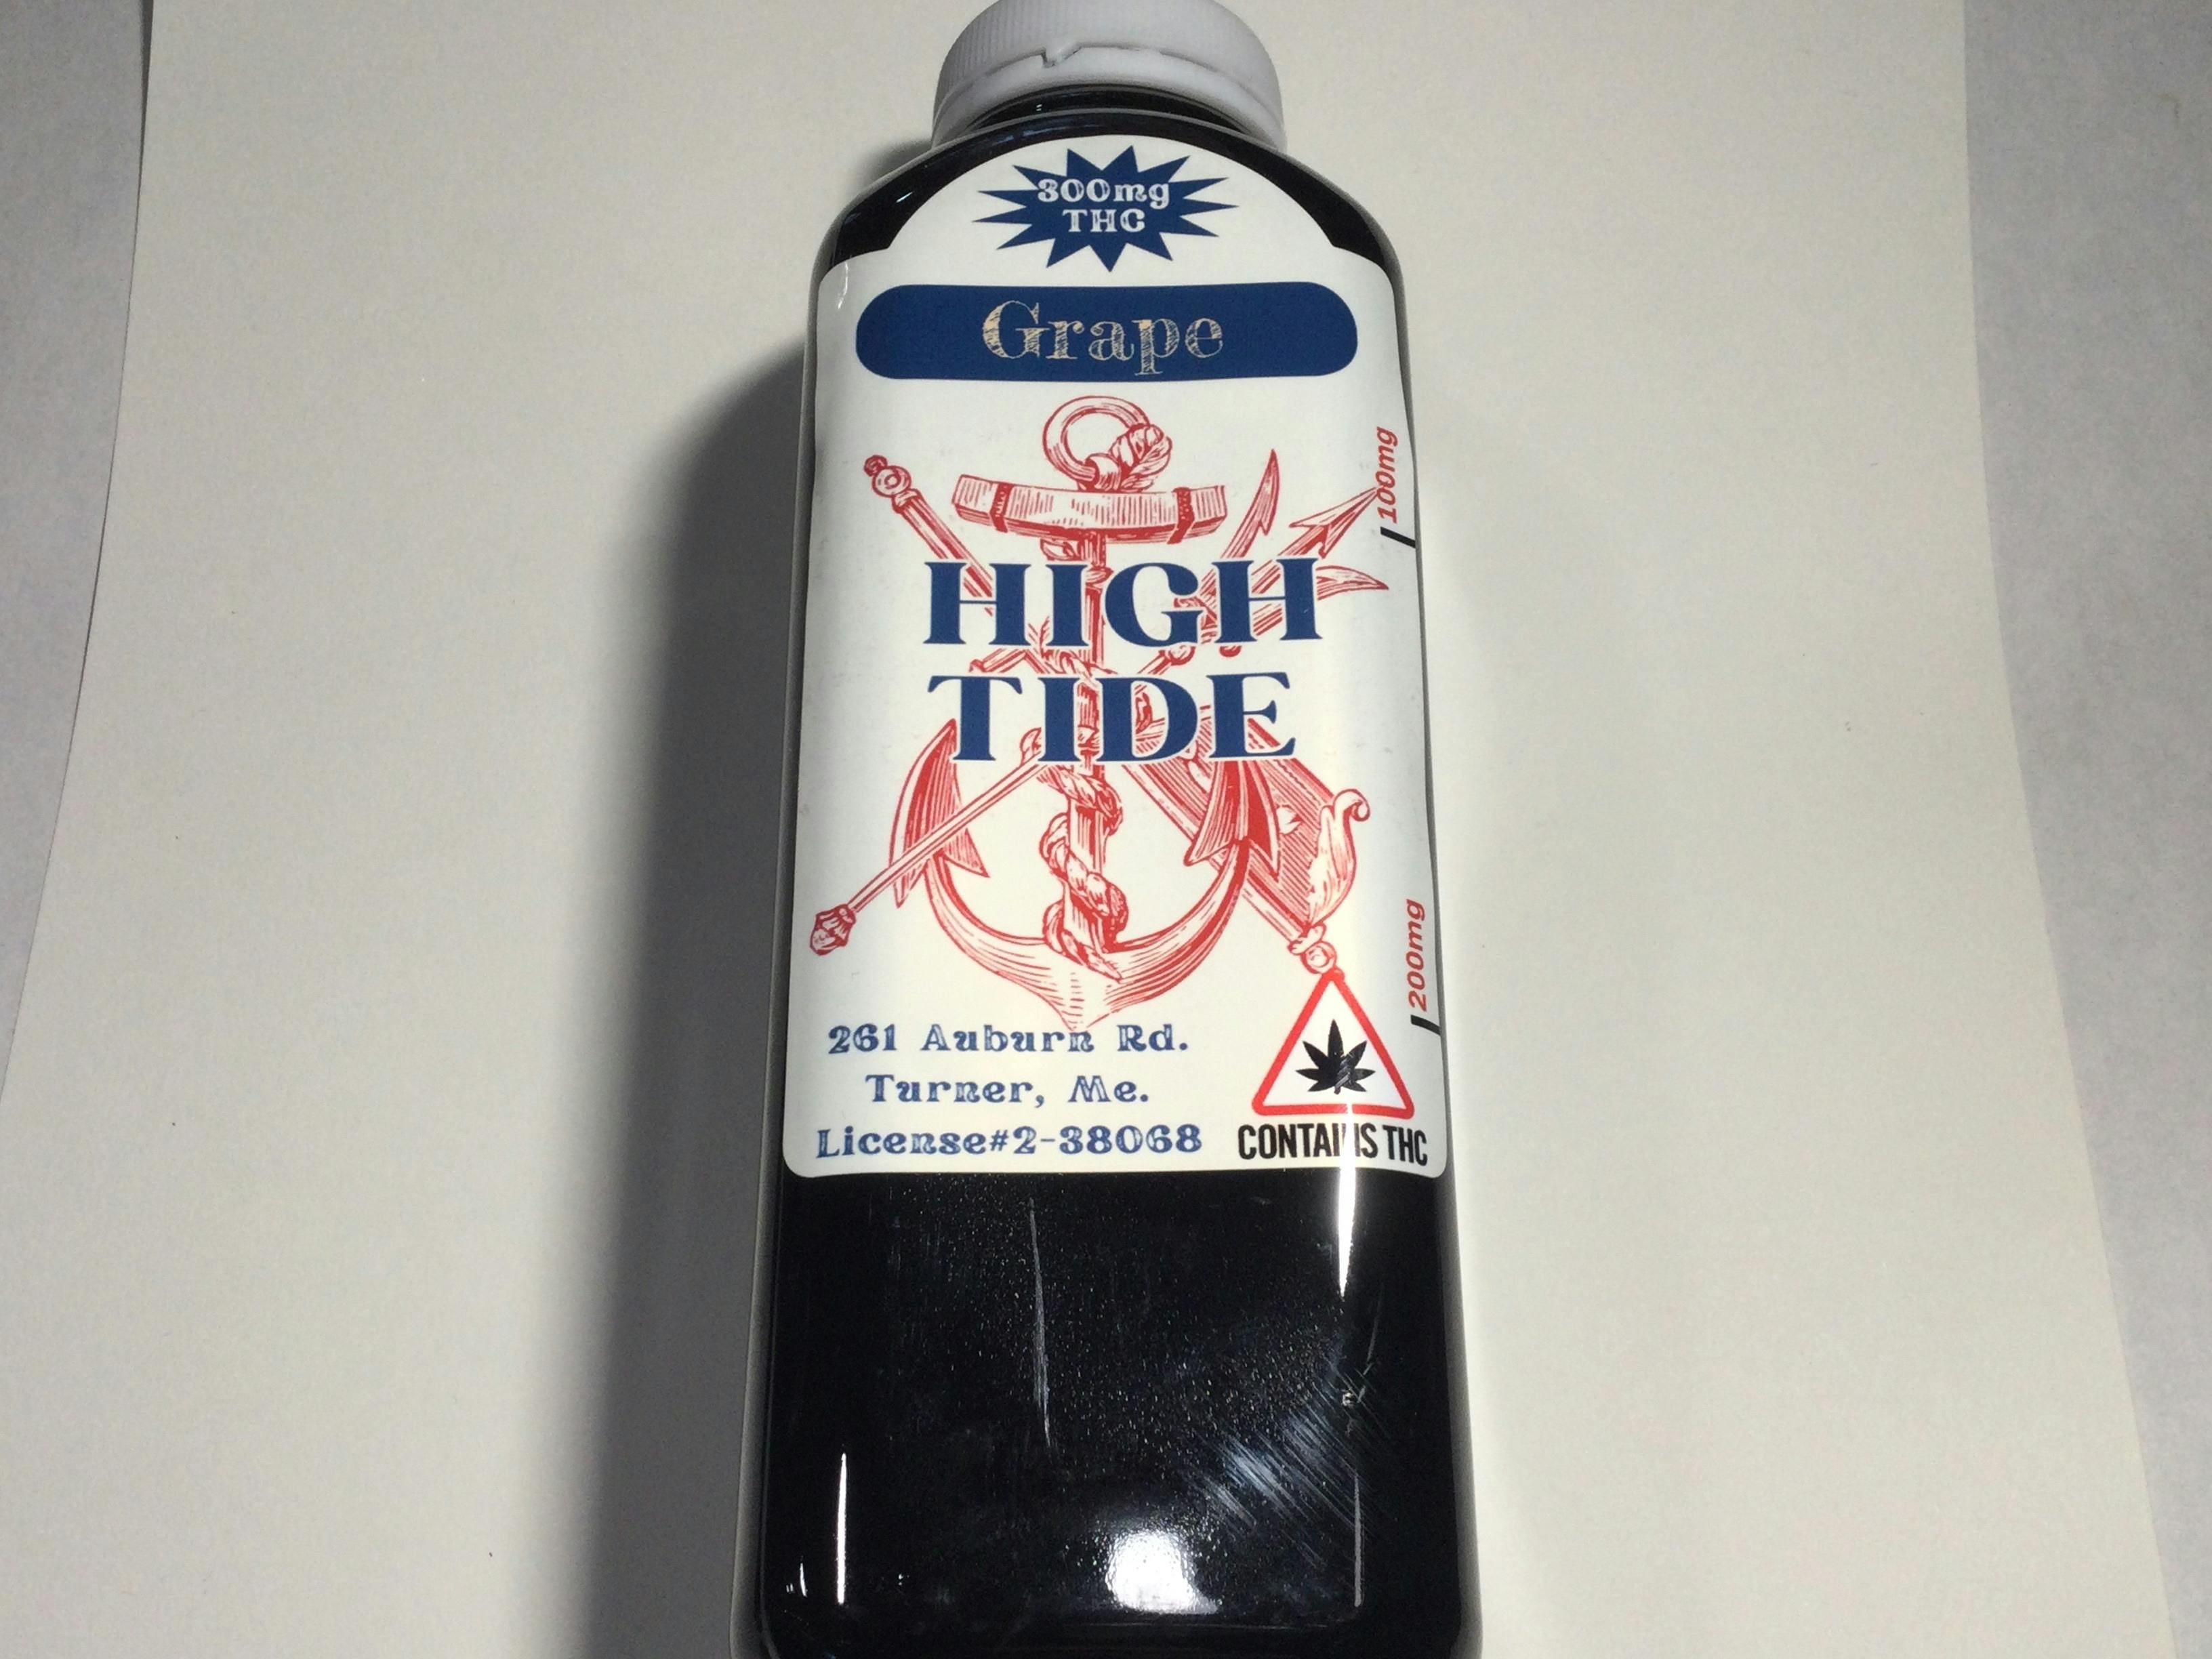 300mg
THC
Grape
100mg
HIGH
TIDE
200mg
261 Auburn Rd.
Turner, Me.
License#2-38068
CONTAINS THC